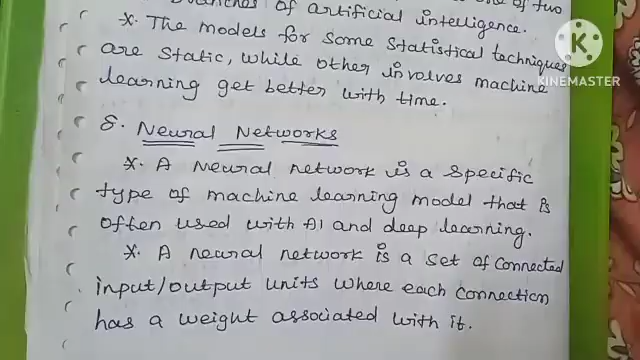 branches of artificial intelligence.
*. The models for some statistical techniques
are static, while other involves machine
learning get better with time.
8. Neural Networks
*. A neural network is a specific
type of machine learning model that is
often used with AI and deep learning.
*. A neural network is a set of connected
input/output units where each connection
has a weight associated with it.
KINEMASTER